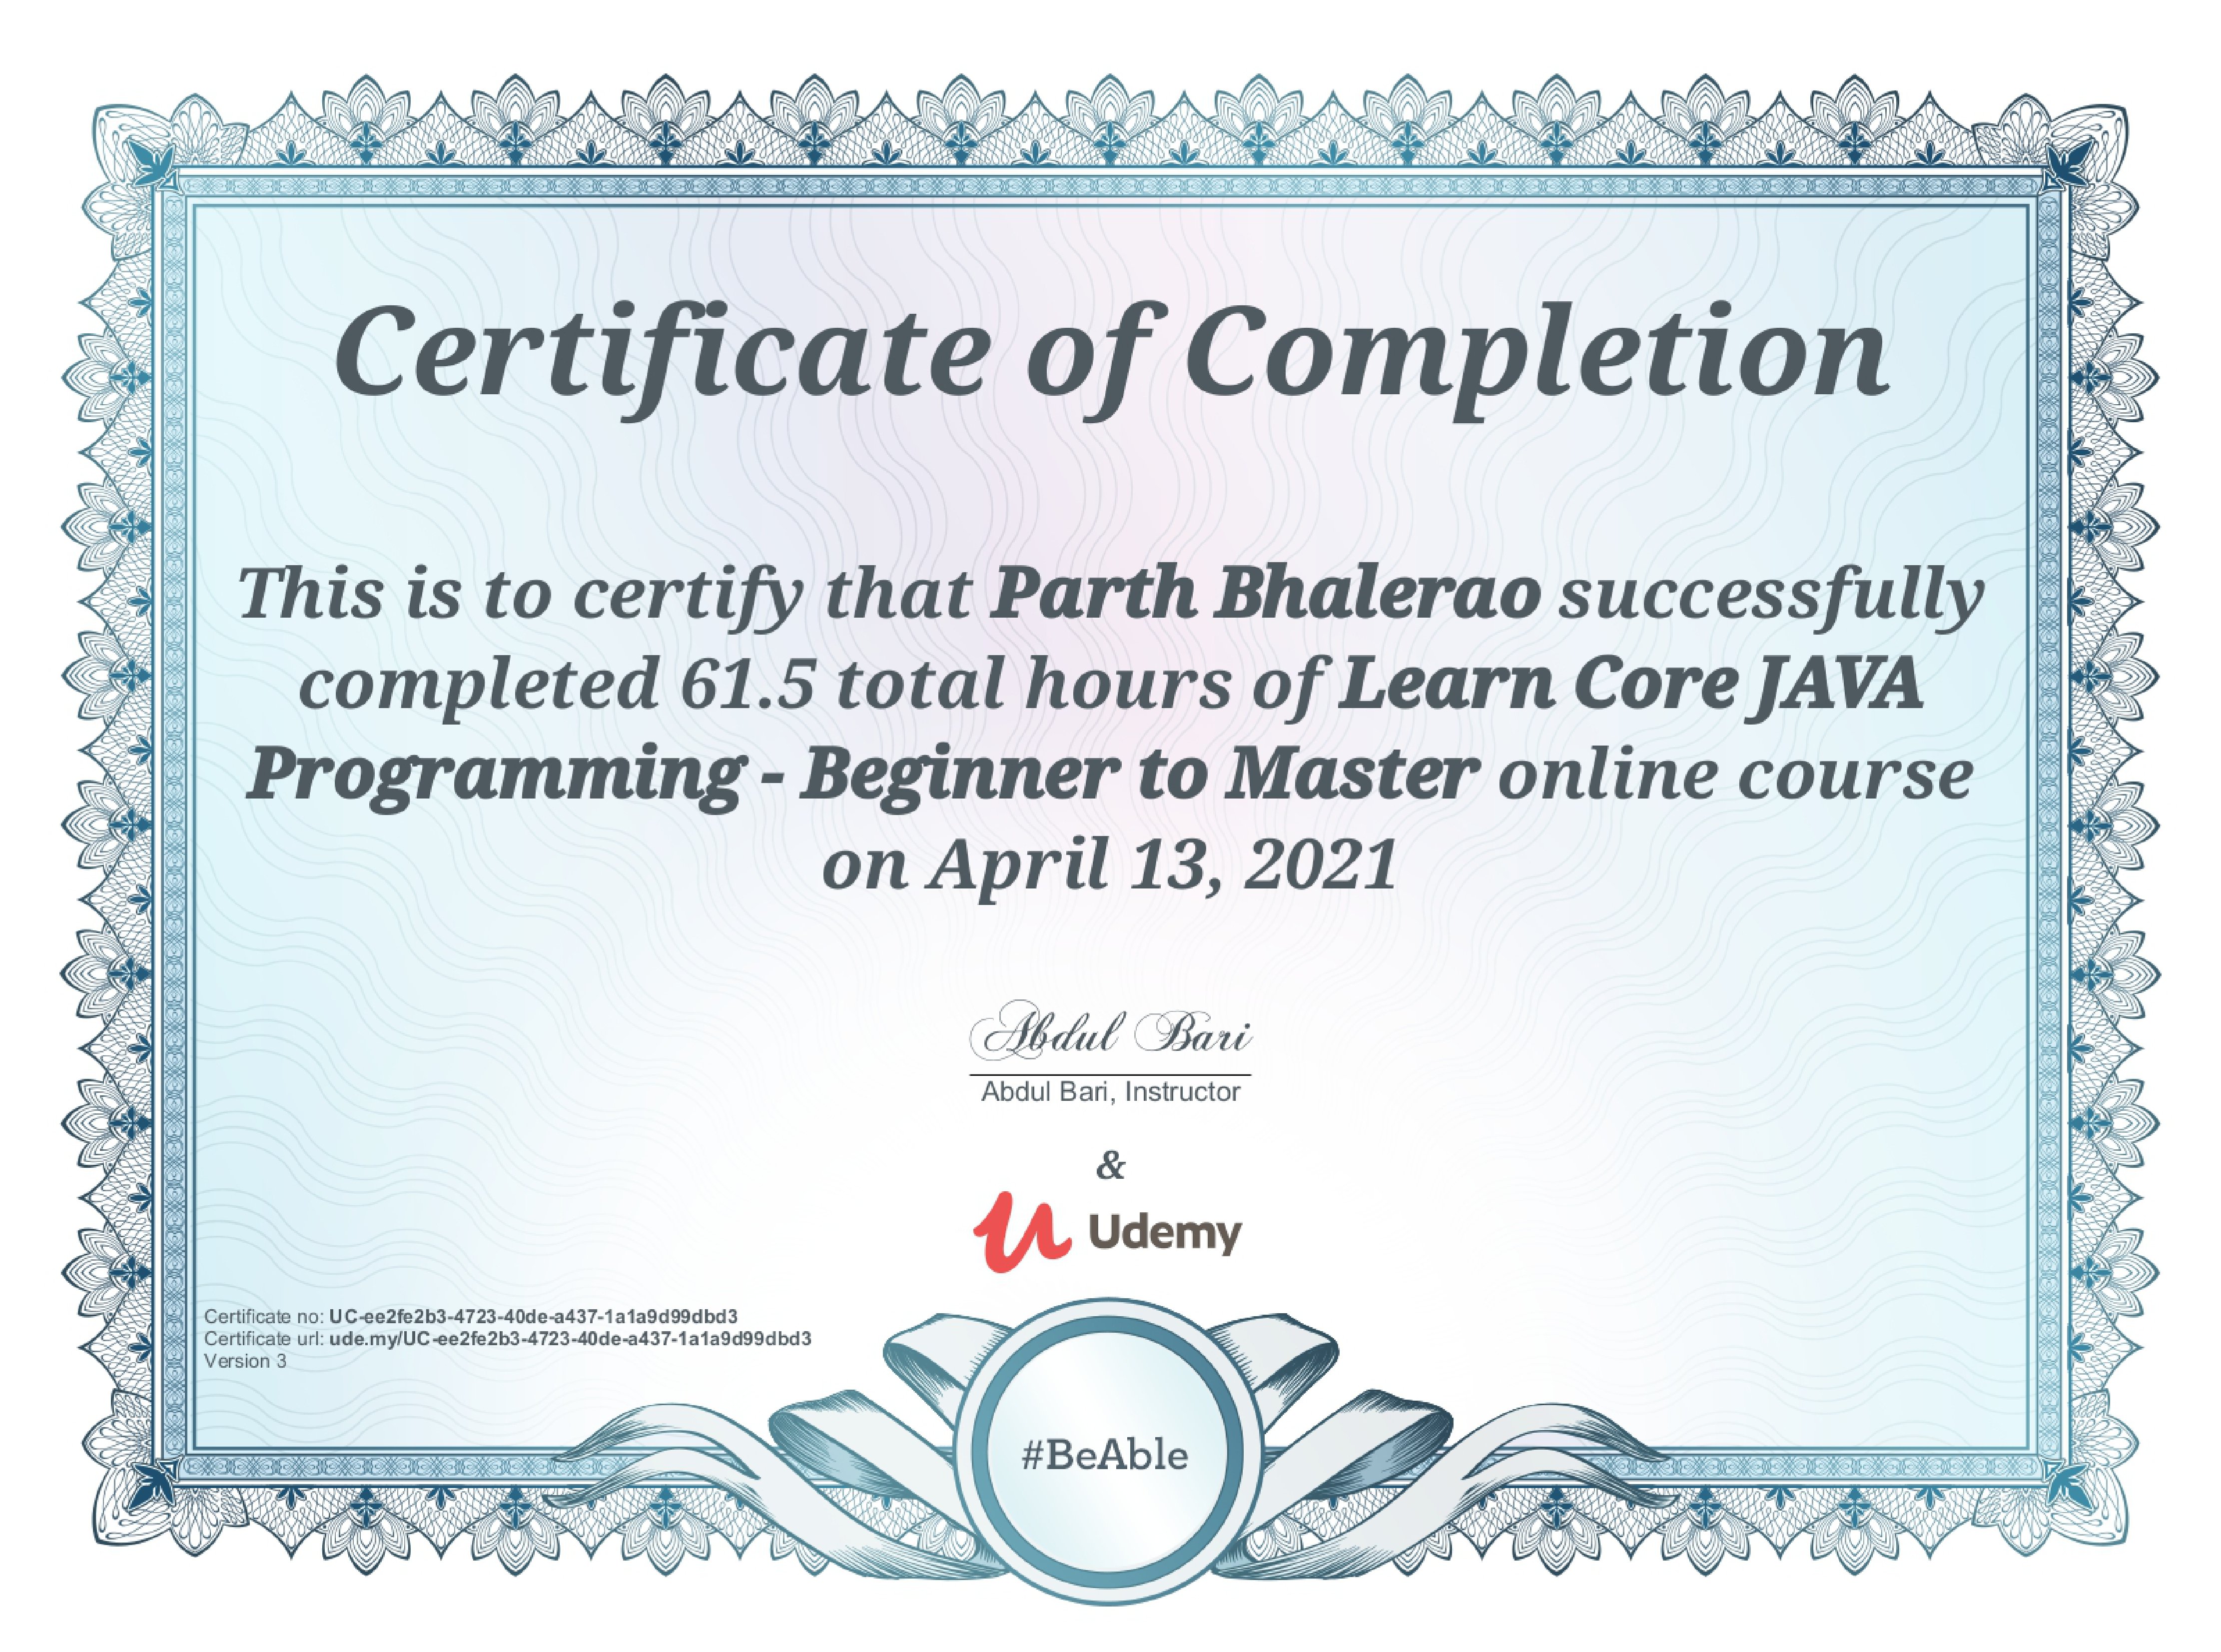 Certificate of Completion
This is to certify that Parth Bhalerao successfully
completed 61.5 total hours of Learn Core JAVA
Programming - Beginner to Master online course
on April 13, 2021
Abdul Bari
Abdul Bari, Instructor
&
Udemy
Certificate no: UC-ee2fe2b3-4723-40de-a437-1a1a9d99dbd3
Certificate url: ude.my/UC-ee2fe2b3-4723-40de-a437-1a1a9d99dbd3
Version 3
#BeAble